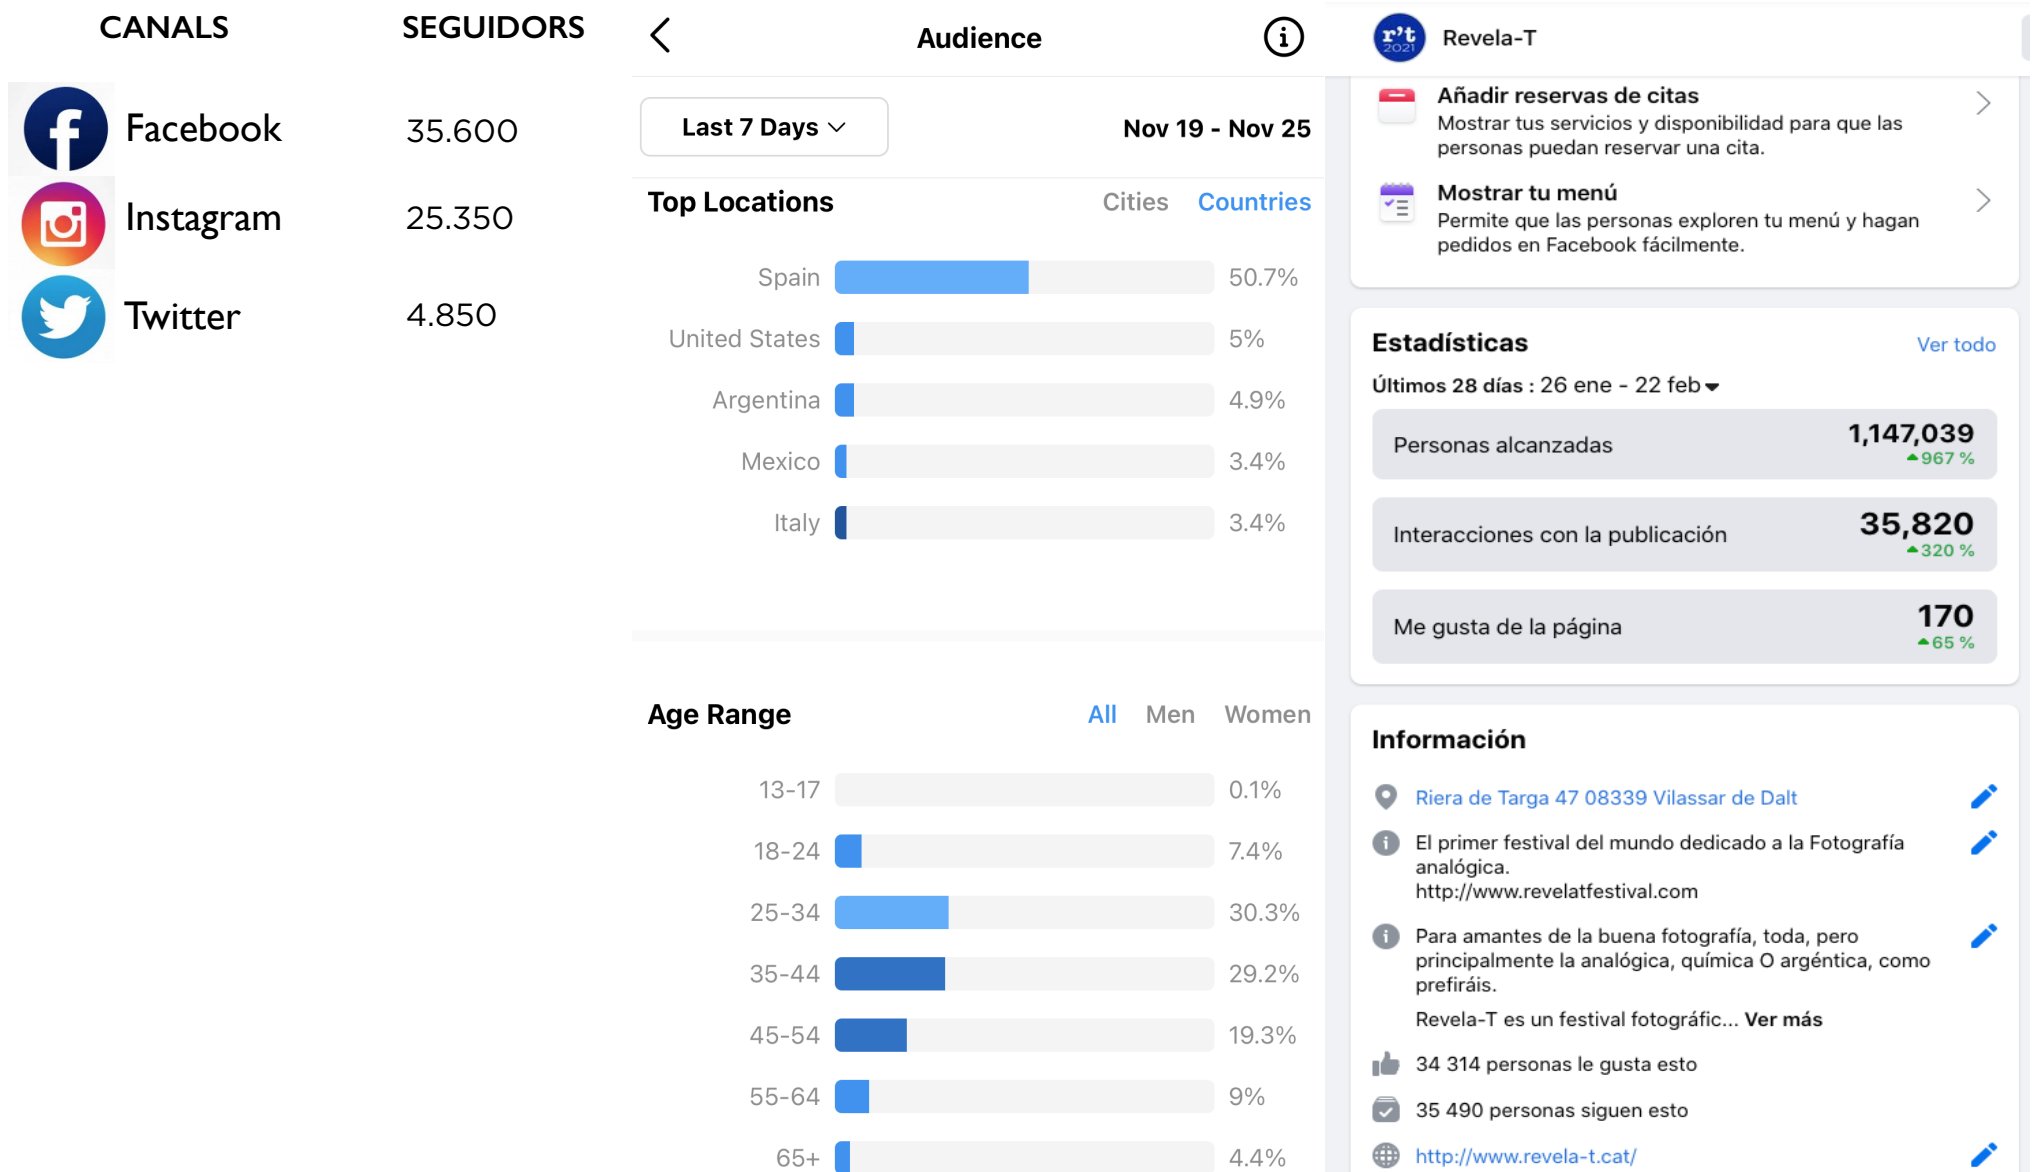 CANALS SEGUIDORS
Facebook 35.600
Instagram 25.350
Twitter 4.850
Audience
Last 7 Days
Nov 19 - Nov 25
Top Locations Cities Countries
Spain 50.7%
United States 5%
Argentina 4.9%
Mexico 3.4%
Italy 3.4%
Age Range All Men Women
13-17 0.1%
18-24 7.4%
25-34 30.3%
35-44 29.2%
45-54 19.3%
55-64 9%
65+ 4.4%
r't 2021
Revela-T
Añadir reservas de citas
Mostrar tus servicios y disponibilidad para que las
personas puedan reservar una cita.
Mostrar tu menú
Permite que las personas exploren tu menú y hagan
pedidos en Facebook fácilmente.
Estadísticas Ver todo
Últimos 28 días : 26 ene - 22 feb
Personas alcanzadas 1,147,039
967 %
Interacciones con la publicación 35,820
320 %
Me gusta de la página 170
65 %
Información
Riera de Targa 47 08339 Vilassar de Dalt
El primer festival del mundo dedicado a la Fotografía
analógica.
http://www.revelatfestival.com
Para amantes de la buena fotografía, toda, pero
principalmente la analógica, química O argéntica, como
prefiráis.
Revela-T es un festival fotográfic... Ver más
34 314 personas le gusta esto
35 490 personas siguen esto
http://www.revela-t.cat/